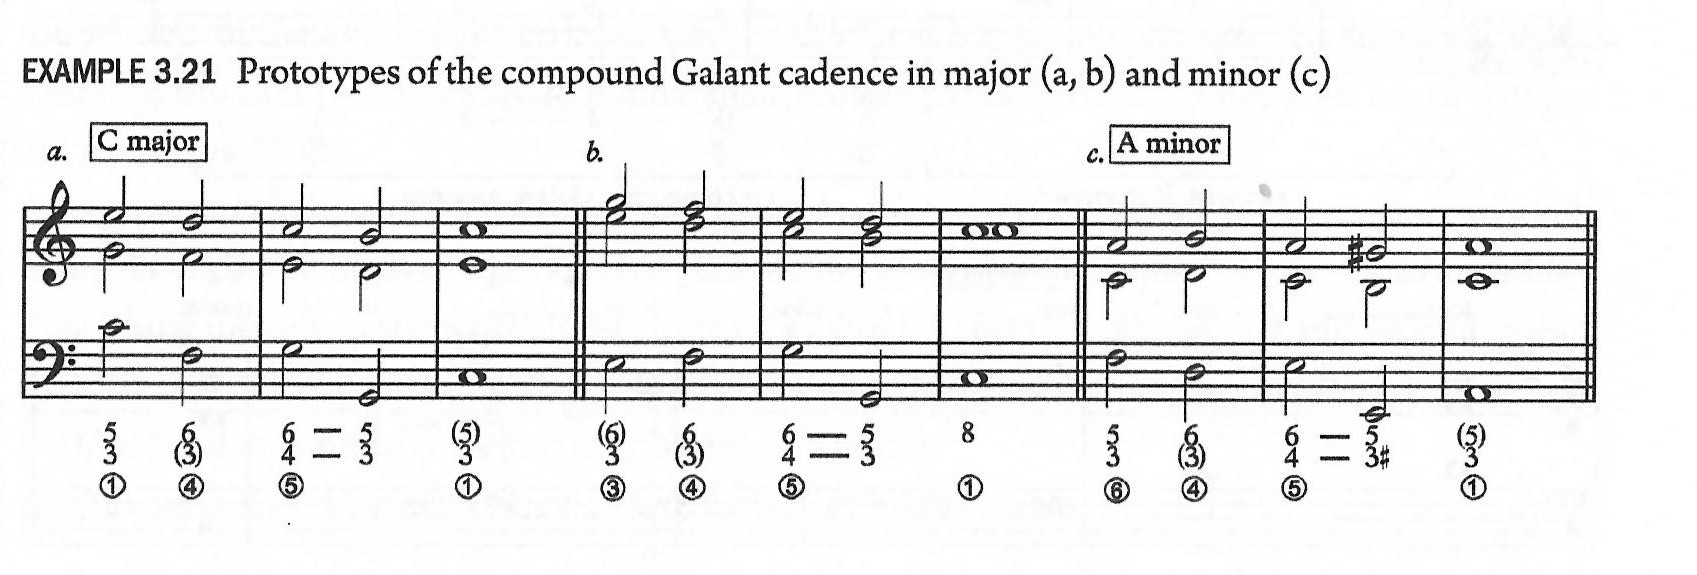 EXAMPLE 3.21 Prototypes of the compound Galant cadence in major (a, b) and minor (c)
a. C major b. c. A minor
5 6 6 — 5 (5) (6) 6 6 — 5 8 5 6 6 — 5 (5)
3 (3) 4 — 3 3 3 (3) 4 — 3 3 (3) 4 — 3♯ 3
① ④ ⑤ ① ③ ④ ⑤ ① ⑥ ④ ⑤ ①